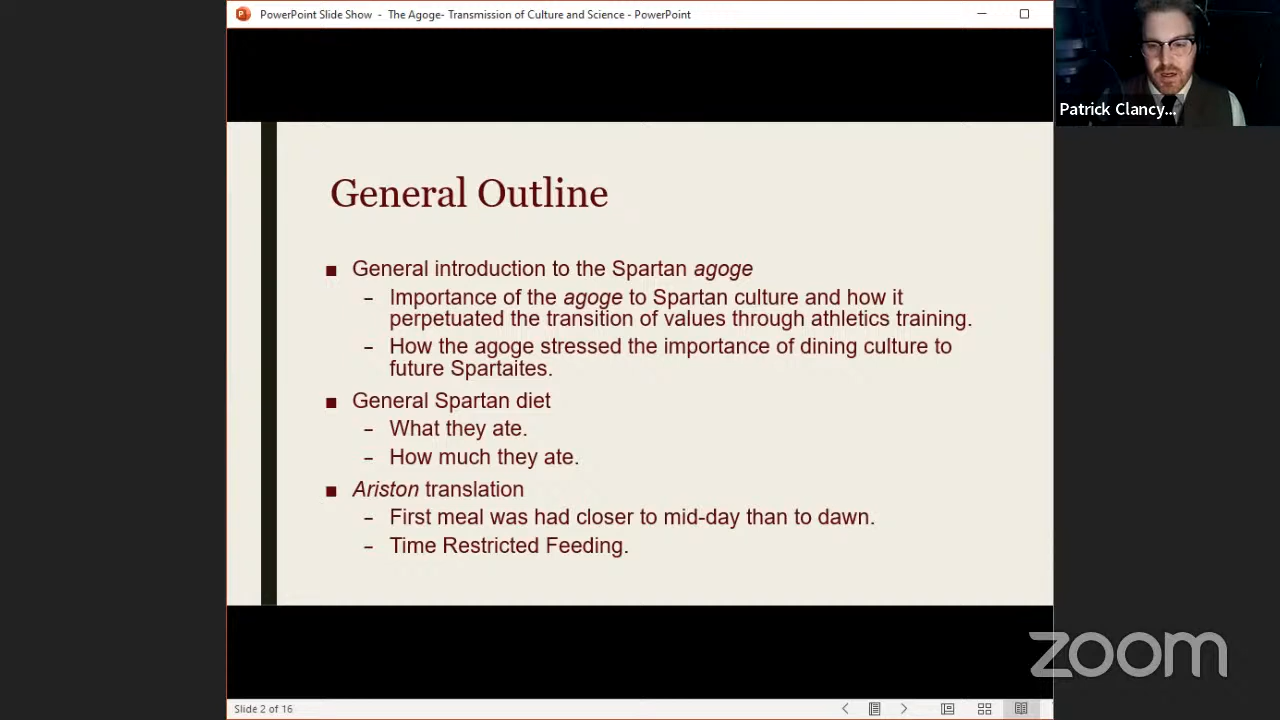 PowerPoint Slide Show - The Agoge- Transmission of Culture and Science - PowerPoint
Patrick Clancy...
General Outline
■ General introduction to the Spartan agoge
– Importance of the agoge to Spartan culture and how it
perpetuated the transition of values through athletics training.
– How the agoge stressed the importance of dining culture to
future Spartaites.
■ General Spartan diet
– What they ate.
– How much they ate.
■ Ariston translation
– First meal was had closer to mid-day than to dawn.
– Time Restricted Feeding.
zoom
Slide 2 of 16